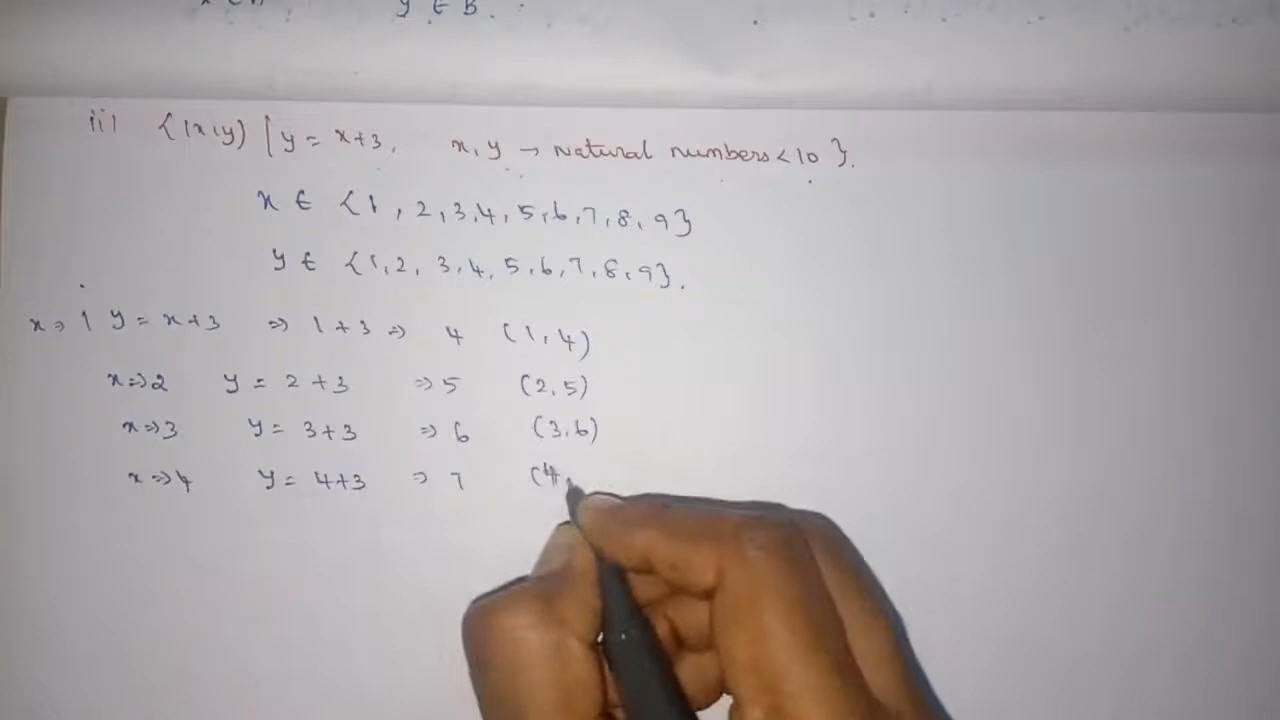 y ∈ B.
ii) {(x,y) | y = x+3, x, y → natural numbers < 10 }.
x ∈ {1, 2, 3, 4, 5, 6, 7, 8, 9}
y ∈ {1, 2, 3, 4, 5, 6, 7, 8, 9}.
x ⇒ 1 y = x+3 ⇒ 1+3 ⇒ 4 (1, 4)
x ⇒ 2 y = 2+3 ⇒ 5 (2, 5)
x ⇒ 3 y = 3+3 ⇒ 6 (3, 6)
x ⇒ 4 y = 4+3 ⇒ 7 (4,